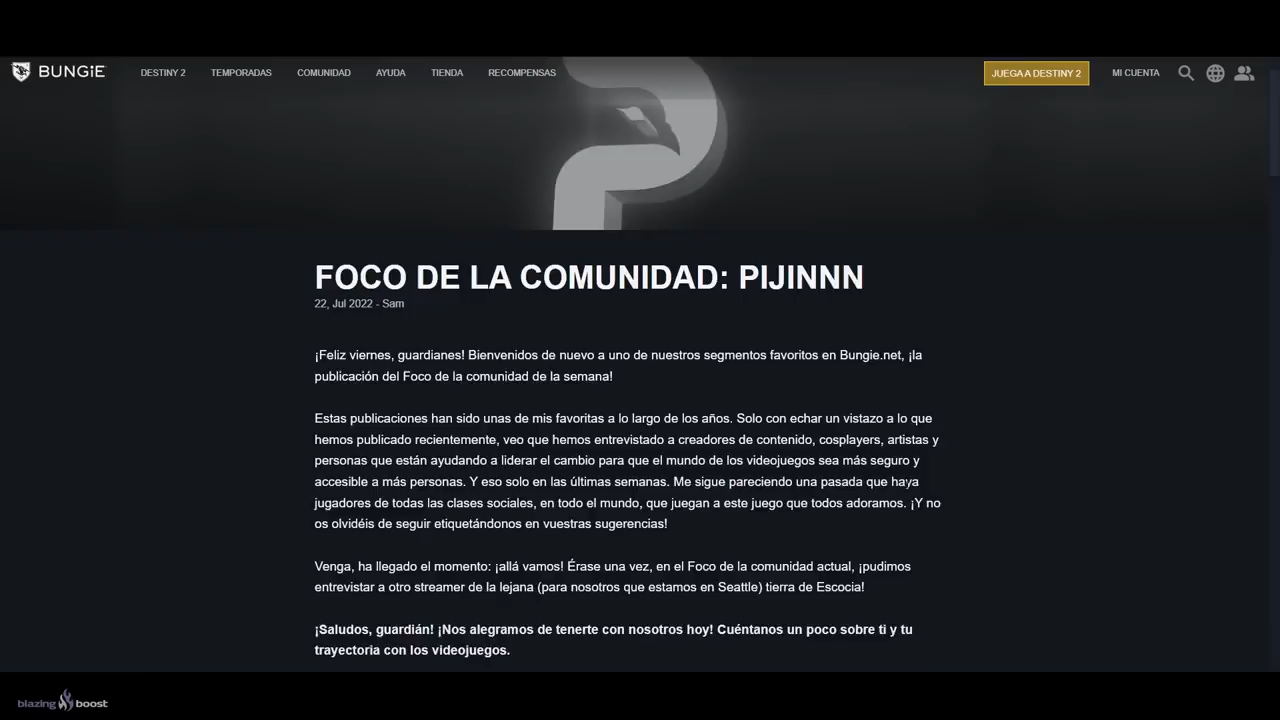 BUNGiE DESTINY 2 TEMPORADAS COMUNIDAD AYUDA TIENDA RECOMPENSAS JUEGA A DESTINY 2 MI CUENTA
FOCO DE LA COMUNIDAD: PIJINNN
22, Jul 2022 - Sam
¡Feliz viernes, guardianes! Bienvenidos de nuevo a uno de nuestros segmentos favoritos en Bungie.net, ¡la
publicación del Foco de la comunidad de la semana!
Estas publicaciones han sido unas de mis favoritas a lo largo de los años. Solo con echar un vistazo a lo que
hemos publicado recientemente, veo que hemos entrevistado a creadores de contenido, cosplayers, artistas y
personas que están ayudando a liderar el cambio para que el mundo de los videojuegos sea más seguro y
accesible a más personas. Y eso solo en las últimas semanas. Me sigue pareciendo una pasada que haya
jugadores de todas las clases sociales, en todo el mundo, que juegan a este juego que todos adoramos. ¡Y no
os olvidéis de seguir etiquetándonos en vuestras sugerencias!
Venga, ha llegado el momento: ¡allá vamos! Érase una vez, en el Foco de la comunidad actual, ¡pudimos
entrevistar a otro streamer de la lejana (para nosotros que estamos en Seattle) tierra de Escocia!
¡Saludos, guardián! ¡Nos alegramos de tenerte con nosotros hoy! Cuéntanos un poco sobre ti y tu
trayectoria con los videojuegos.
blazing boost